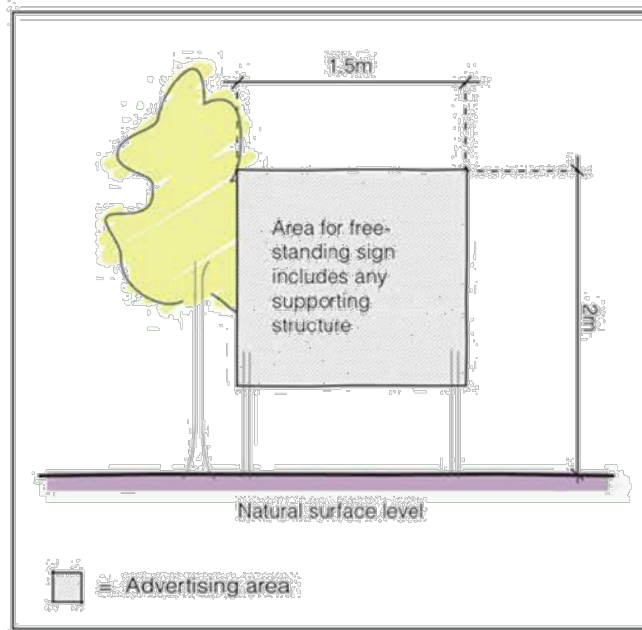 1.5m
Area for free-
standing sign
includes any
supporting
structure
2m
Natural surface level
= Advertising area